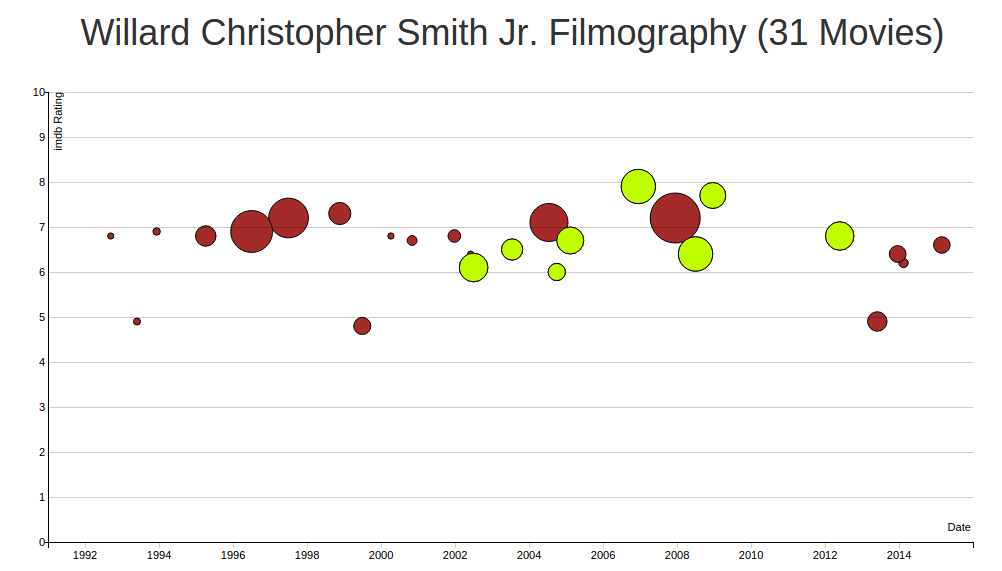 Willard Christopher Smith Jr. Filmography (31 Movies)
10
imdb Rating
9
8
7
6
5
4
3
2
1
Date
0
1992 1994 1996 1998 2000 2002 2004 2006 2008 2010 2012 2014